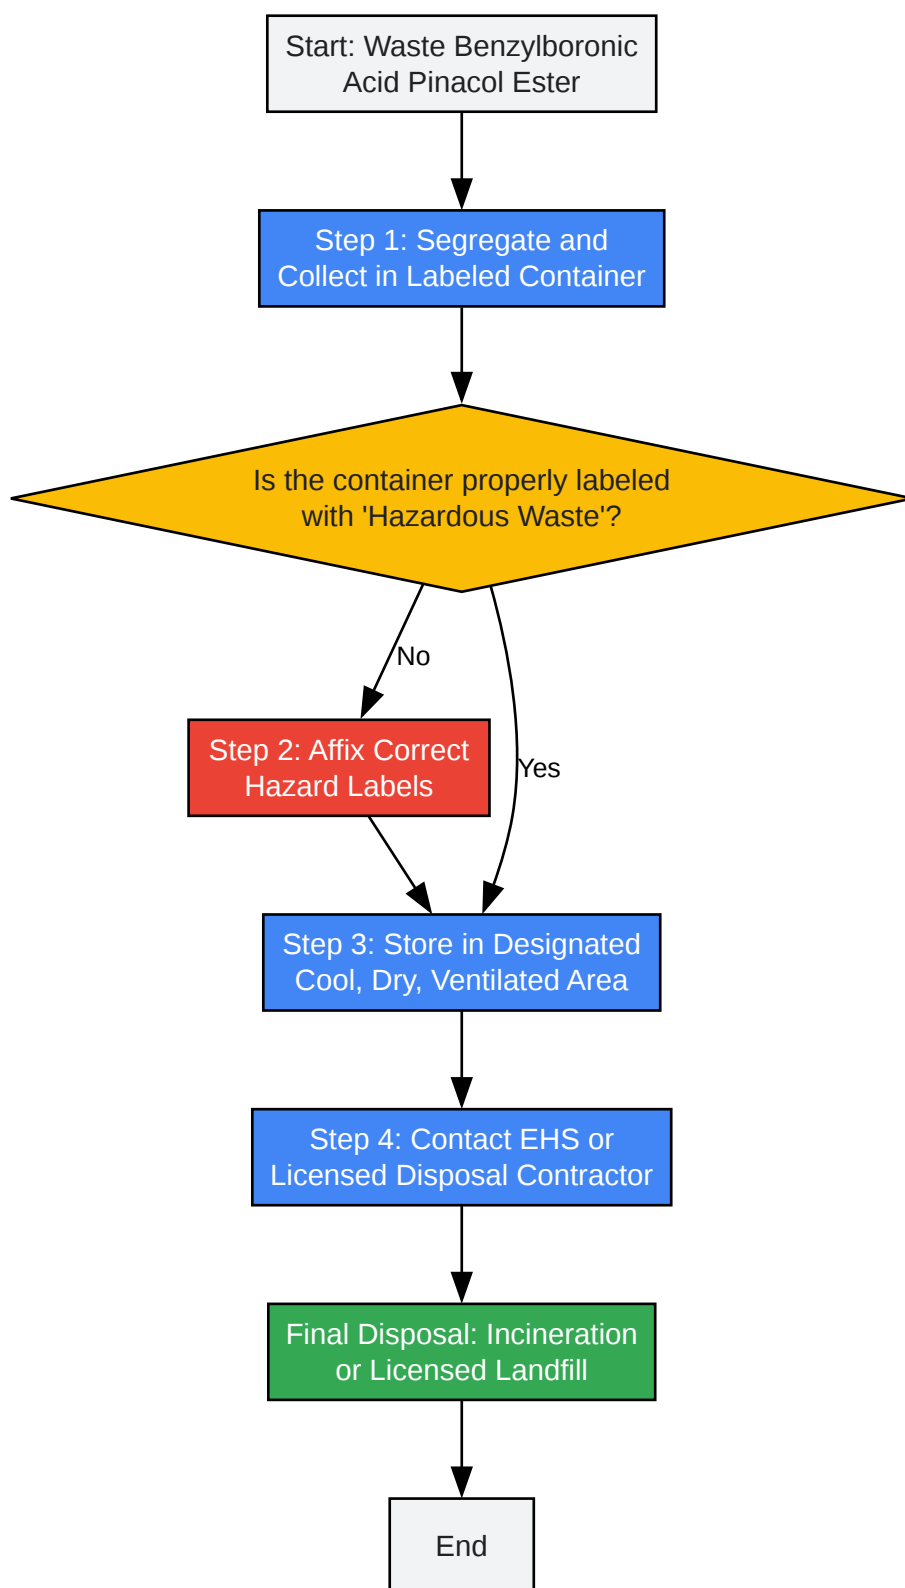 Start: Waste Benzylboronic
Acid Pinacol Ester
Step 1: Segregate and
Collect in Labeled Container
Is the container properly labeled
with 'Hazardous Waste'?
No
Step 2: Affix Correct
Hazard Labels
Yes
Step 3: Store in Designated
Cool, Dry, Ventilated Area
Step 4: Contact EHS or
Licensed Disposal Contractor
Final Disposal: Incineration
or Licensed Landfill
End